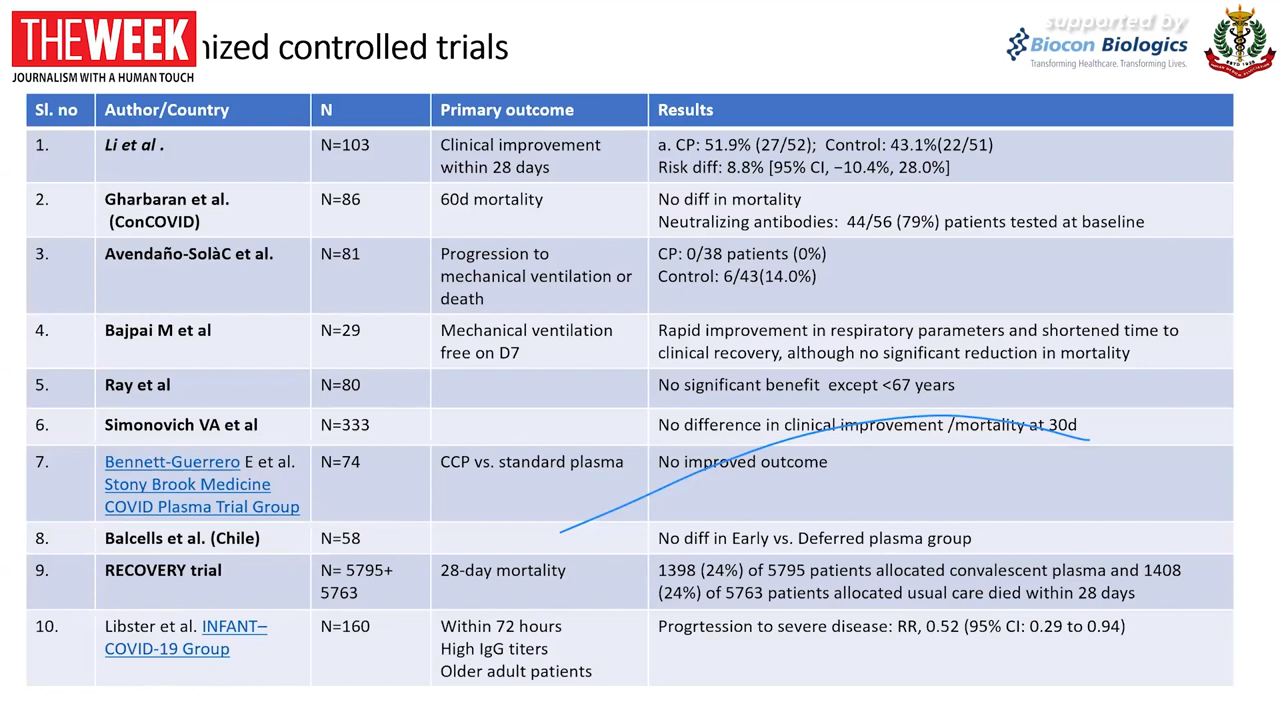 THE WEEK
JOURNALISM WITH A HUMAN TOUCH
nized controlled trials
supported by
Biocon Biologics
Transforming Healthcare. Transforming Lives.
Sl. no Author/Country N Primary outcome Results
1. Li et al . N=103 Clinical improvement within 28 days a. CP: 51.9% (27/52); Control: 43.1%(22/51)
Risk diff: 8.8% [95% CI, −10.4%, 28.0%]
2. Gharbaran et al. (ConCOVID) N=86 60d mortality No diff in mortality
Neutralizing antibodies: 44/56 (79%) patients tested at baseline
3. Avendaño-SolàC et al. N=81 Progression to mechanical ventilation or death CP: 0/38 patients (0%)
Control: 6/43(14.0%)
4. Bajpai M et al N=29 Mechanical ventilation free on D7 Rapid improvement in respiratory parameters and shortened time to
clinical recovery, although no significant reduction in mortality
5. Ray et al N=80 No significant benefit except <67 years
6. Simonovich VA et al N=333 No difference in clinical improvement /mortality at 30d
7. Bennett-Guerrero E et al. Stony Brook Medicine COVID Plasma Trial Group N=74 CCP vs. standard plasma No improved outcome
8. Balcells et al. (Chile) N=58 No diff in Early vs. Deferred plasma group
9. RECOVERY trial N= 5795+ 5763 28-day mortality 1398 (24%) of 5795 patients allocated convalescent plasma and 1408
(24%) of 5763 patients allocated usual care died within 28 days
10. Libster et al. INFANT–COVID-19 Group N=160 Within 72 hours High IgG titers Older adult patients Progrtession to severe disease: RR, 0.52 (95% CI: 0.29 to 0.94)